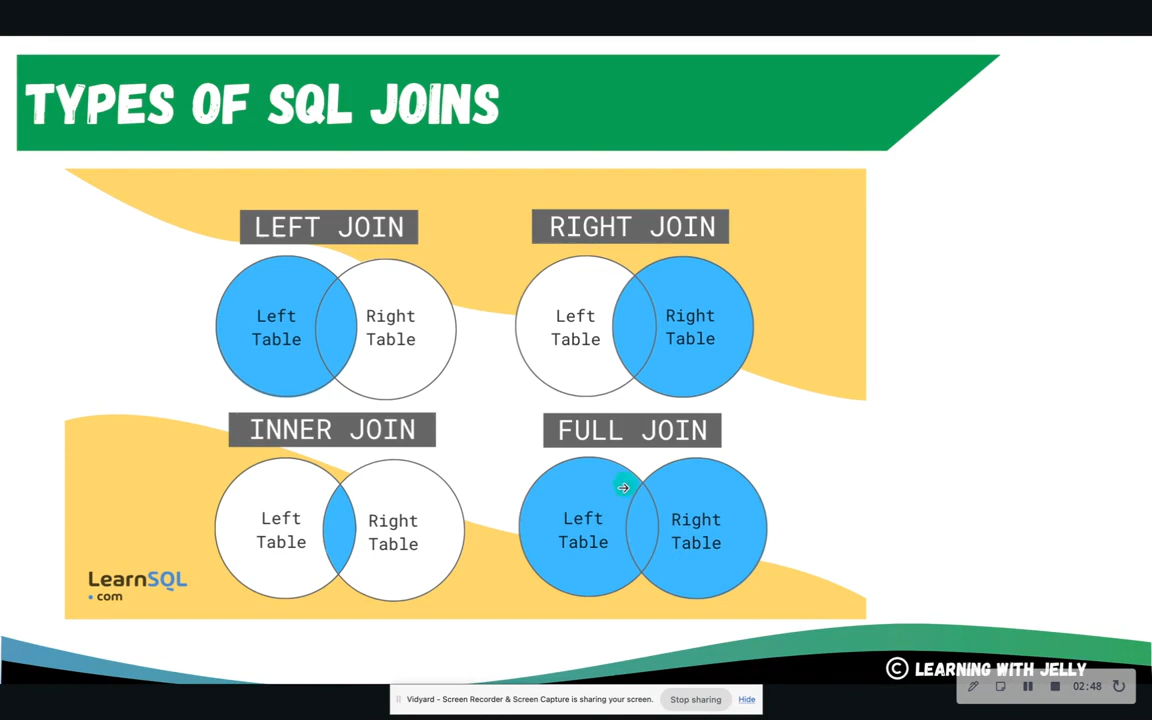 TYPES OF SQL JOINS
LEFT JOIN
Left
Table
Right
Table
RIGHT JOIN
Left
Table
Right
Table
INNER JOIN
Left
Table
Right
Table
FULL JOIN
Left
Table
Right
Table
LearnSQL
• com
© LEARNING WITH JELLY
Vidyard - Screen Recorder & Screen Capture is sharing your screen.
Stop sharing
Hide
02:48